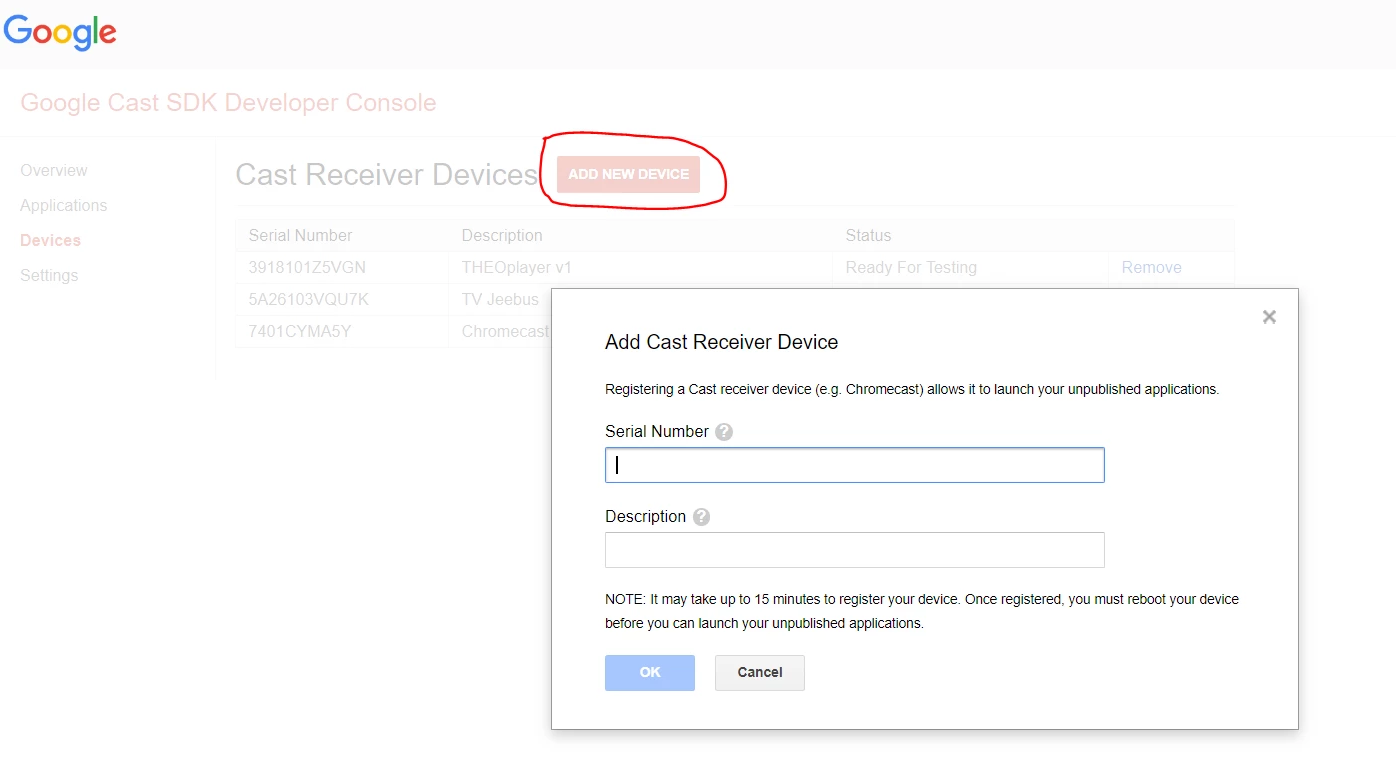 Google
Google Cast SDK Developer Console
Overview
Applications
Devices
Settings
Cast Receiver Devices ADD NEW DEVICE
Serial Number Description Status
3918101Z5VGN THEOplayer v1 Ready For Testing Remove
5A26103VQU7K TV Jeebus
7401CYMA5Y Chromecast
Add Cast Receiver Device
Registering a Cast receiver device (e.g. Chromecast) allows it to launch your unpublished applications.
Serial Number ?
Description ?
NOTE: It may take up to 15 minutes to register your device. Once registered, you must reboot your device
before you can launch your unpublished applications.
OK Cancel